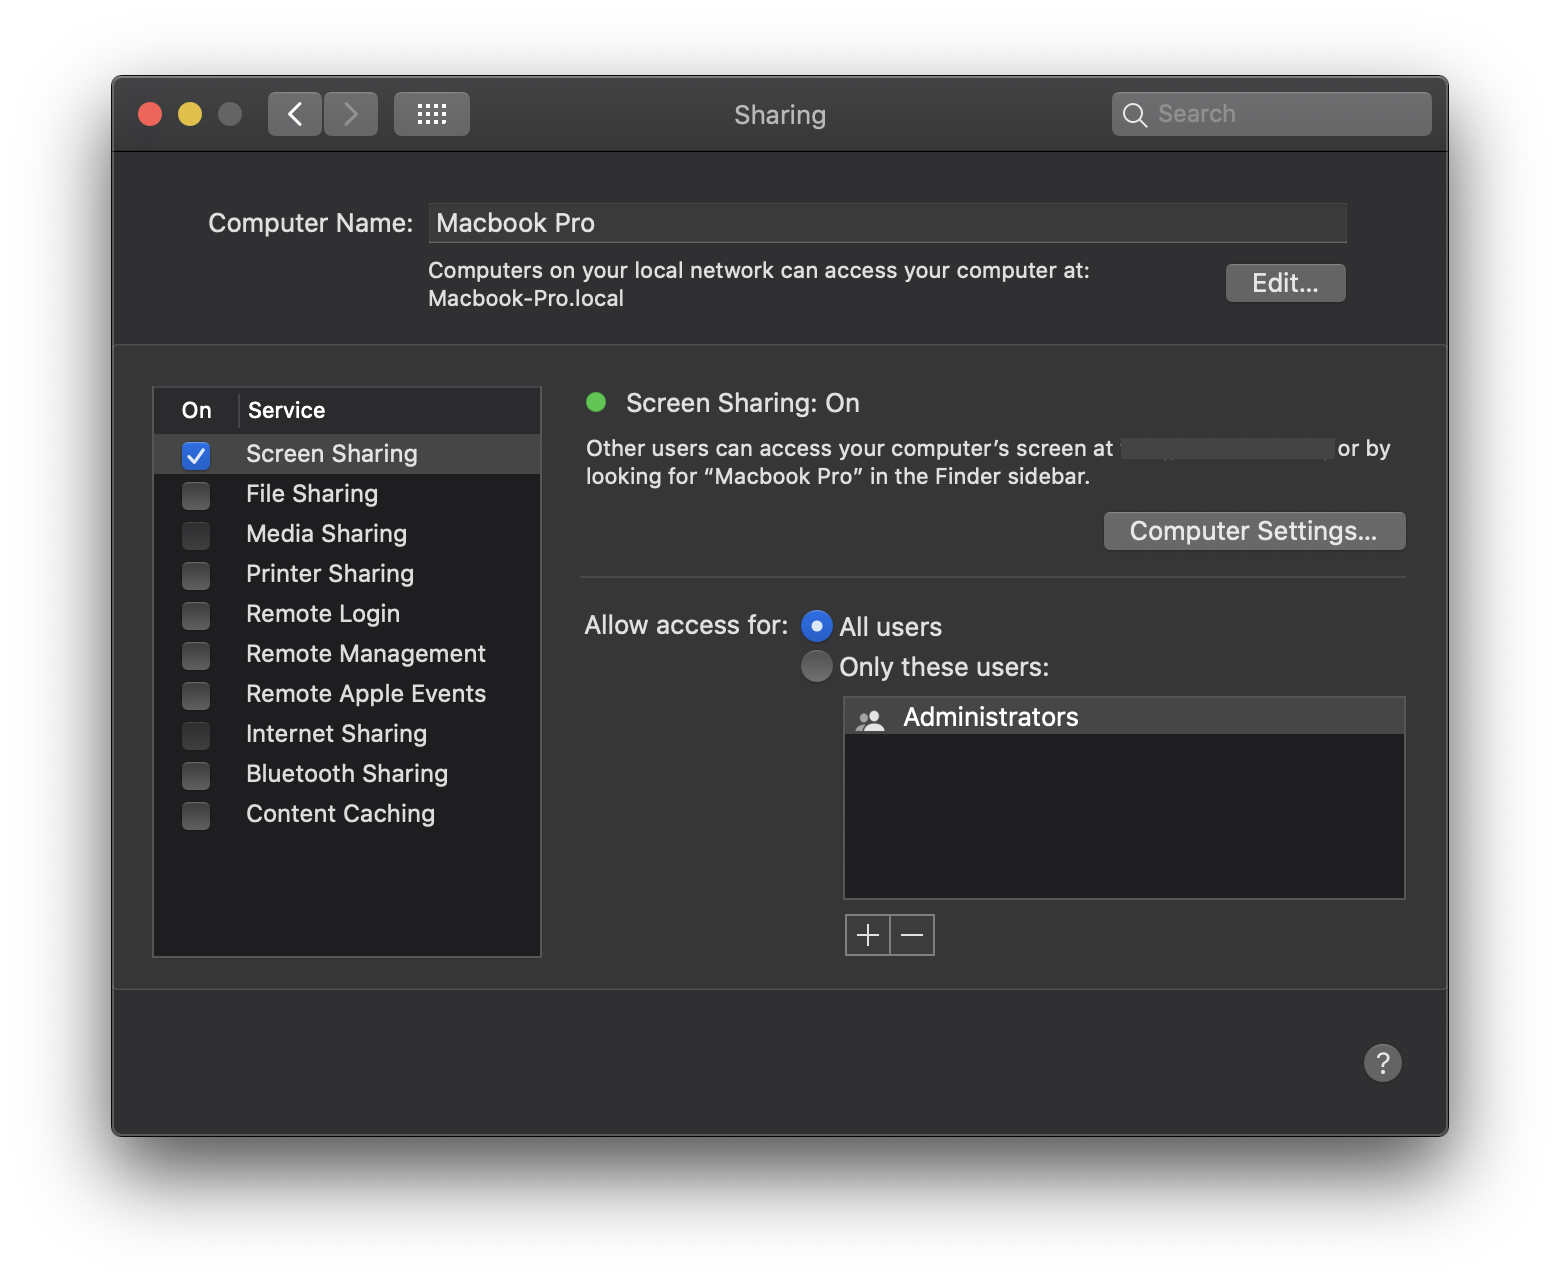 Sharing
Search
Computer Name: Macbook Pro
Computers on your local network can access your computer at:
Macbook-Pro.local
Edit...
On Service
Screen Sharing
File Sharing
Media Sharing
Printer Sharing
Remote Login
Remote Management
Remote Apple Events
Internet Sharing
Bluetooth Sharing
Content Caching
Screen Sharing: On
Other users can access your computer’s screen at or by
looking for “Macbook Pro” in the Finder sidebar.
Computer Settings...
Allow access for: All users
Only these users:
Administrators
?